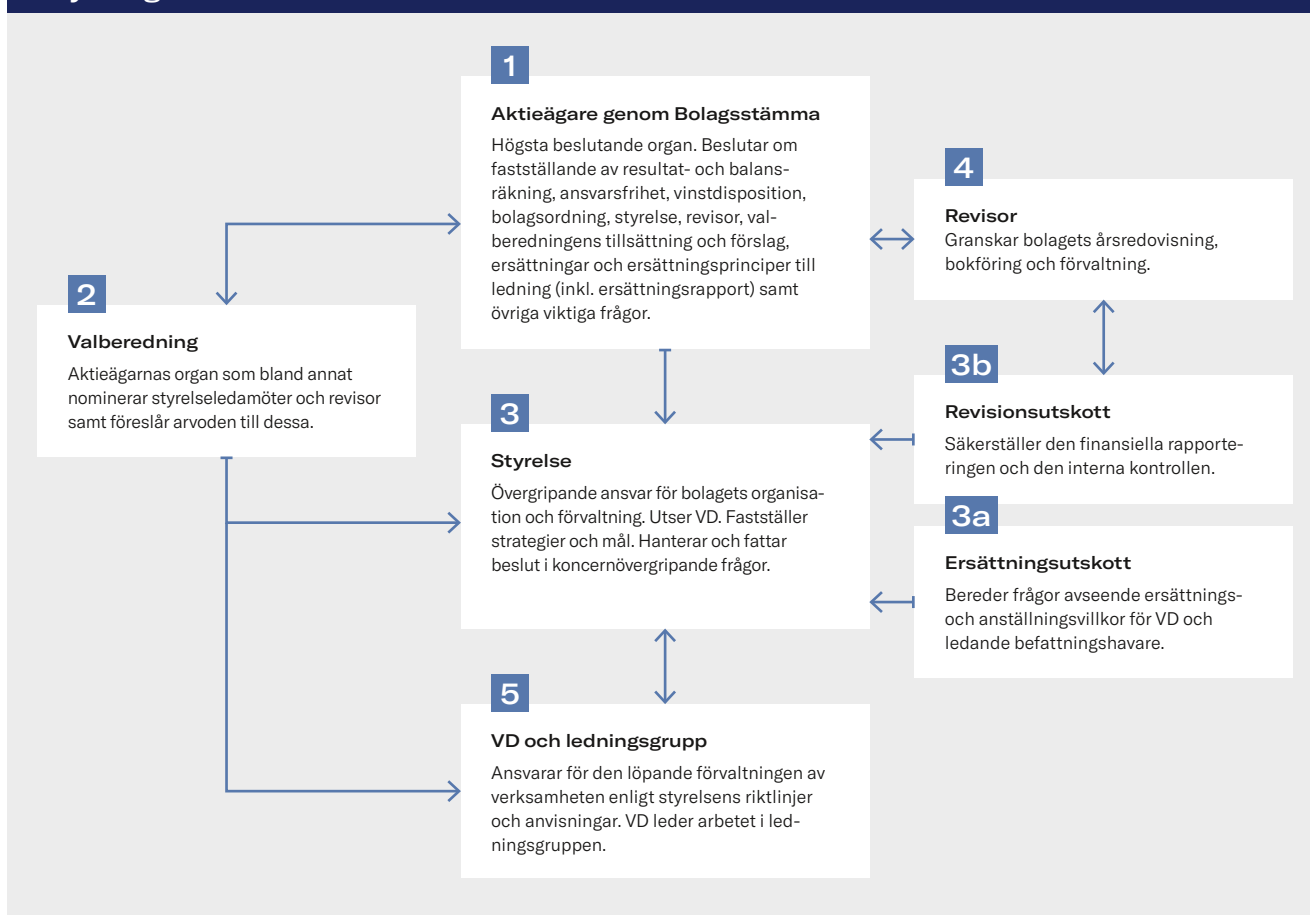 1
Aktieägare genom Bolagsstämma
Högsta beslutande organ. Beslutar om
fastställande av resultat- och balans-
räkning, ansvarsfrihet, vinstdisposition,
bolagsordning, styrelse, revisor, val-
beredningens tillsättning och förslag,
ersättningar och ersättningsprinciper till
ledning (inkl. ersättningsrapport) samt
övriga viktiga frågor.
2
Valberedning
Aktieägarnas organ som bland annat
nominerar styrelseledamöter och revisor
samt föreslår arvoden till dessa.
3
Styrelse
Övergripande ansvar för bolagets organisa-
tion och förvaltning. Utser VD. Fastställer
strategier och mål. Hanterar och fattar
beslut i koncernövergripande frågor.
4
Revisor
Granskar bolagets årsredovisning,
bokföring och förvaltning.
3b
Revisionsutskott
Säkerställer den finansiella rapporte-
ringen och den interna kontrollen.
3a
Ersättningsutskott
Bereder frågor avseende ersättnings-
och anställningsvillkor för VD och
ledande befattningshavare.
5
VD och ledningsgrupp
Ansvarar för den löpande förvaltningen av
verksamheten enligt styrelsens riktlinjer
och anvisningar. VD leder arbetet i led-
ningsgruppen.